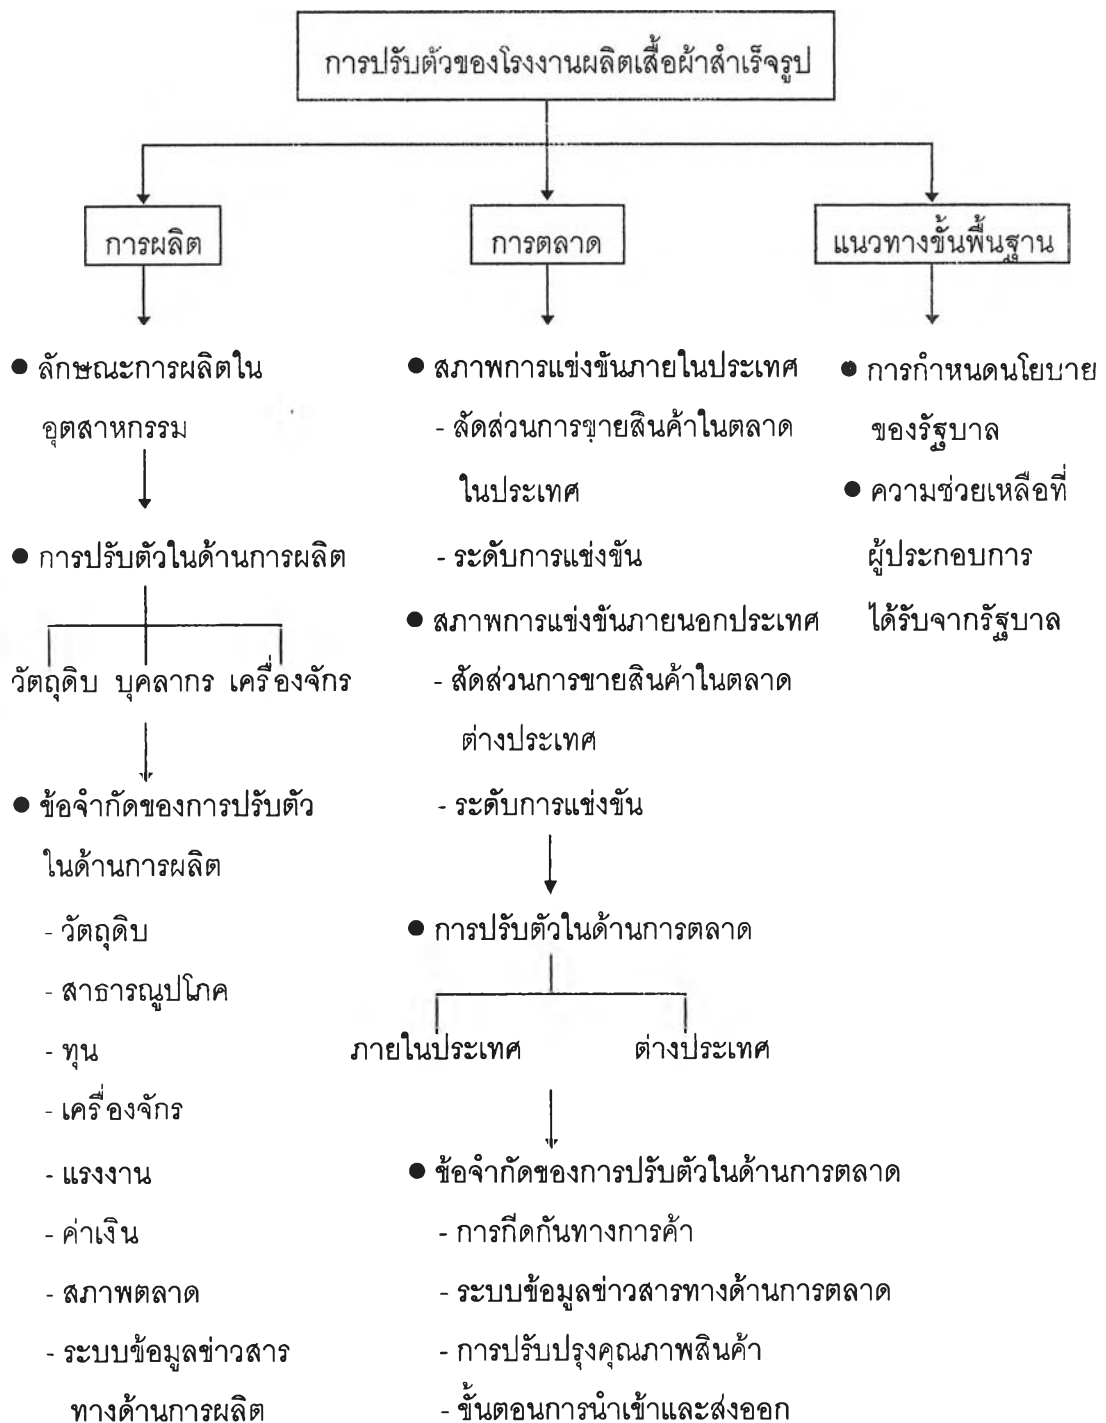 การปรับตัวของโรงงานผลิตเสื้อผ้าสำเร็จรูป
การผลิต
● ลักษณะการผลิตใน
อุตสาหกรรม
● การปรับตัวในด้านการผลิต
วัตถุดิบ บุคลากร เครื่องจักร
● ข้อจำกัดของการปรับตัว
ในด้านการผลิต
- วัตถุดิบ
- สาธารณูปโภค
- ทุน
- เครื่องจักร
- แรงงาน
- ค่าเงิน
- สภาพตลาด
- ระบบข้อมูลข่าวสาร
ทางด้านการผลิต
การตลาด
● สภาพการแข่งขันภายในประเทศ
- สัดส่วนการขายสินค้าในตลาด
ในประเทศ
- ระดับการแข่งขัน
● สภาพการแข่งขันภายนอกประเทศ
- สัดส่วนการขายสินค้าในตลาด
ต่างประเทศ
- ระดับการแข่งขัน
● การปรับตัวในด้านการตลาด
ภายในประเทศ ต่างประเทศ
● ข้อจำกัดของการปรับตัวในด้านการตลาด
- การกีดกันทางการค้า
- ระบบข้อมูลข่าวสารทางด้านการตลาด
- การปรับปรุงคุณภาพสินค้า
- ขั้นตอนการนำเข้าและส่งออก
แนวทางขั้นพื้นฐาน
● การกำหนดนโยบาย
ของรัฐบาล
● ความช่วยเหลือที่
ผู้ประกอบการ
ได้รับจากรัฐบาล